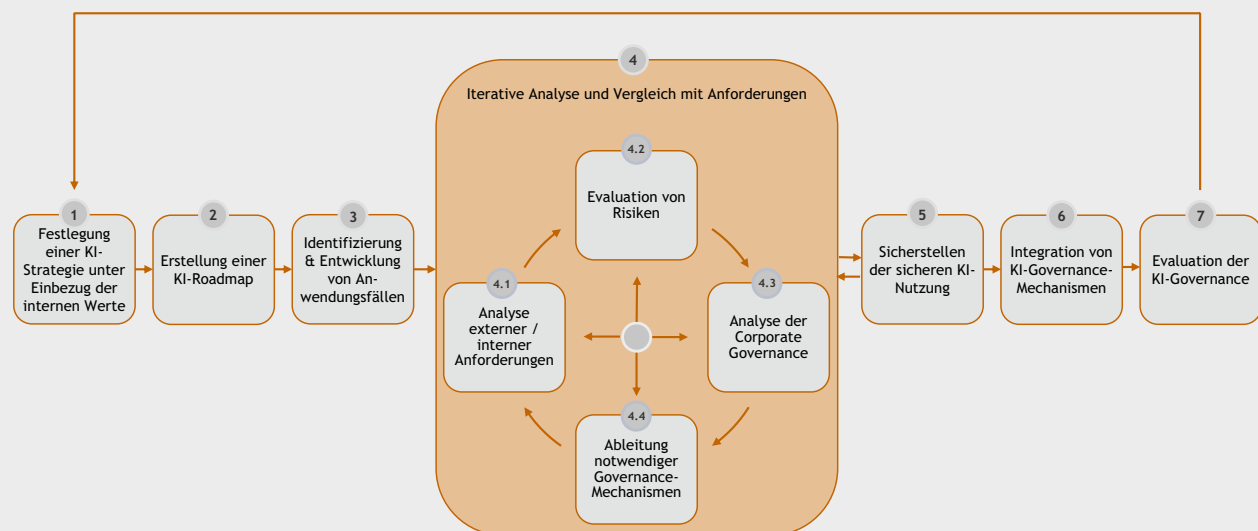 1
Festlegung
einer KI-
Strategie unter
Einbezug der
internen Werte
2
Erstellung einer
KI-Roadmap
3
Identifizierung
& Entwicklung
von An-
wendungsfällen
4
Iterative Analyse und Vergleich mit Anforderungen
4.1
Analyse
externer /
interner
Anforderungen
4.2
Evaluation von
Risiken
4.3
Analyse der
Corporate
Governance
4.4
Ableitung
notwendiger
Governance-
Mechanismen
5
Sicherstellen
der sicheren KI-
Nutzung
6
Integration von
KI-Governance-
Mechanismen
7
Evaluation der
KI-Governance